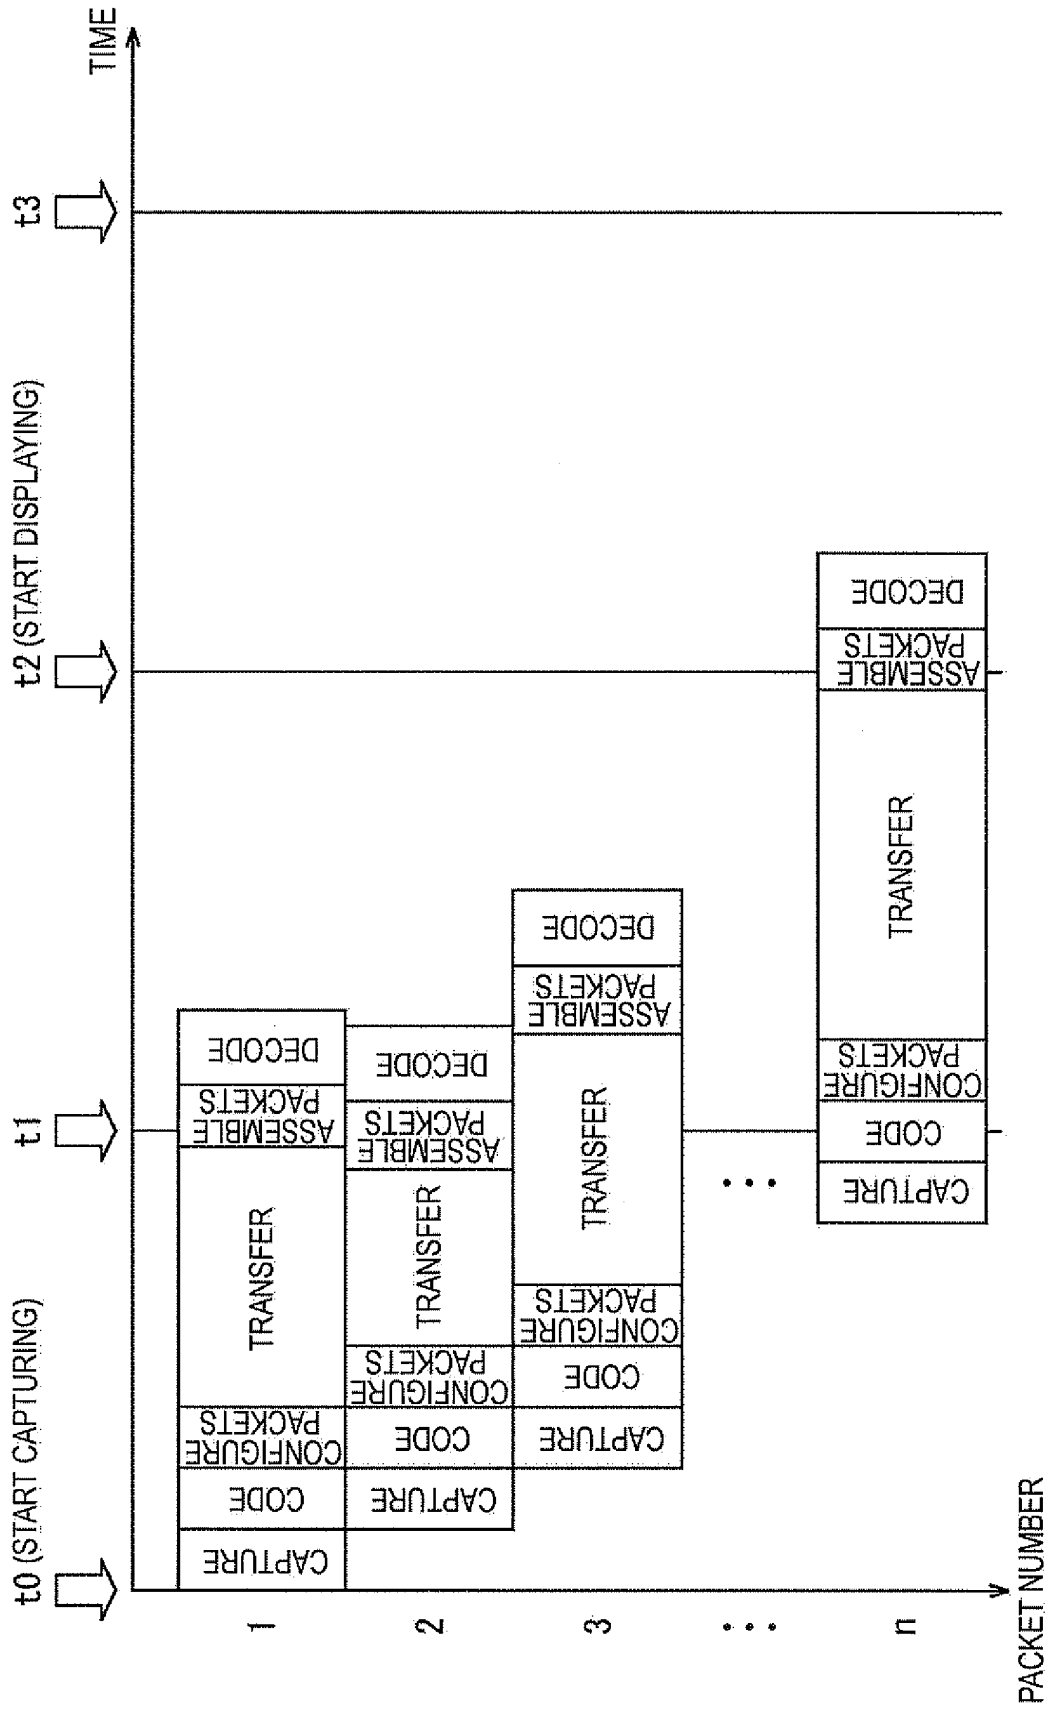 t0 (START CAPTURING)
t1
t2 (START DISPLAYING)
t3
TIME
1
CAPTURE
CODE
CONFIGURE
PACKETS
TRANSFER
ASSEMBLE
PACKETS
DECODE
2
CAPTURE
CODE
CONFIGURE
PACKETS
TRANSFER
ASSEMBLE
PACKETS
DECODE
3
CAPTURE
CODE
CONFIGURE
PACKETS
TRANSFER
ASSEMBLE
PACKETS
DECODE
...
...
n
CAPTURE
CODE
CONFIGURE
PACKETS
TRANSFER
ASSEMBLE
PACKETS
DECODE
PACKET NUMBER